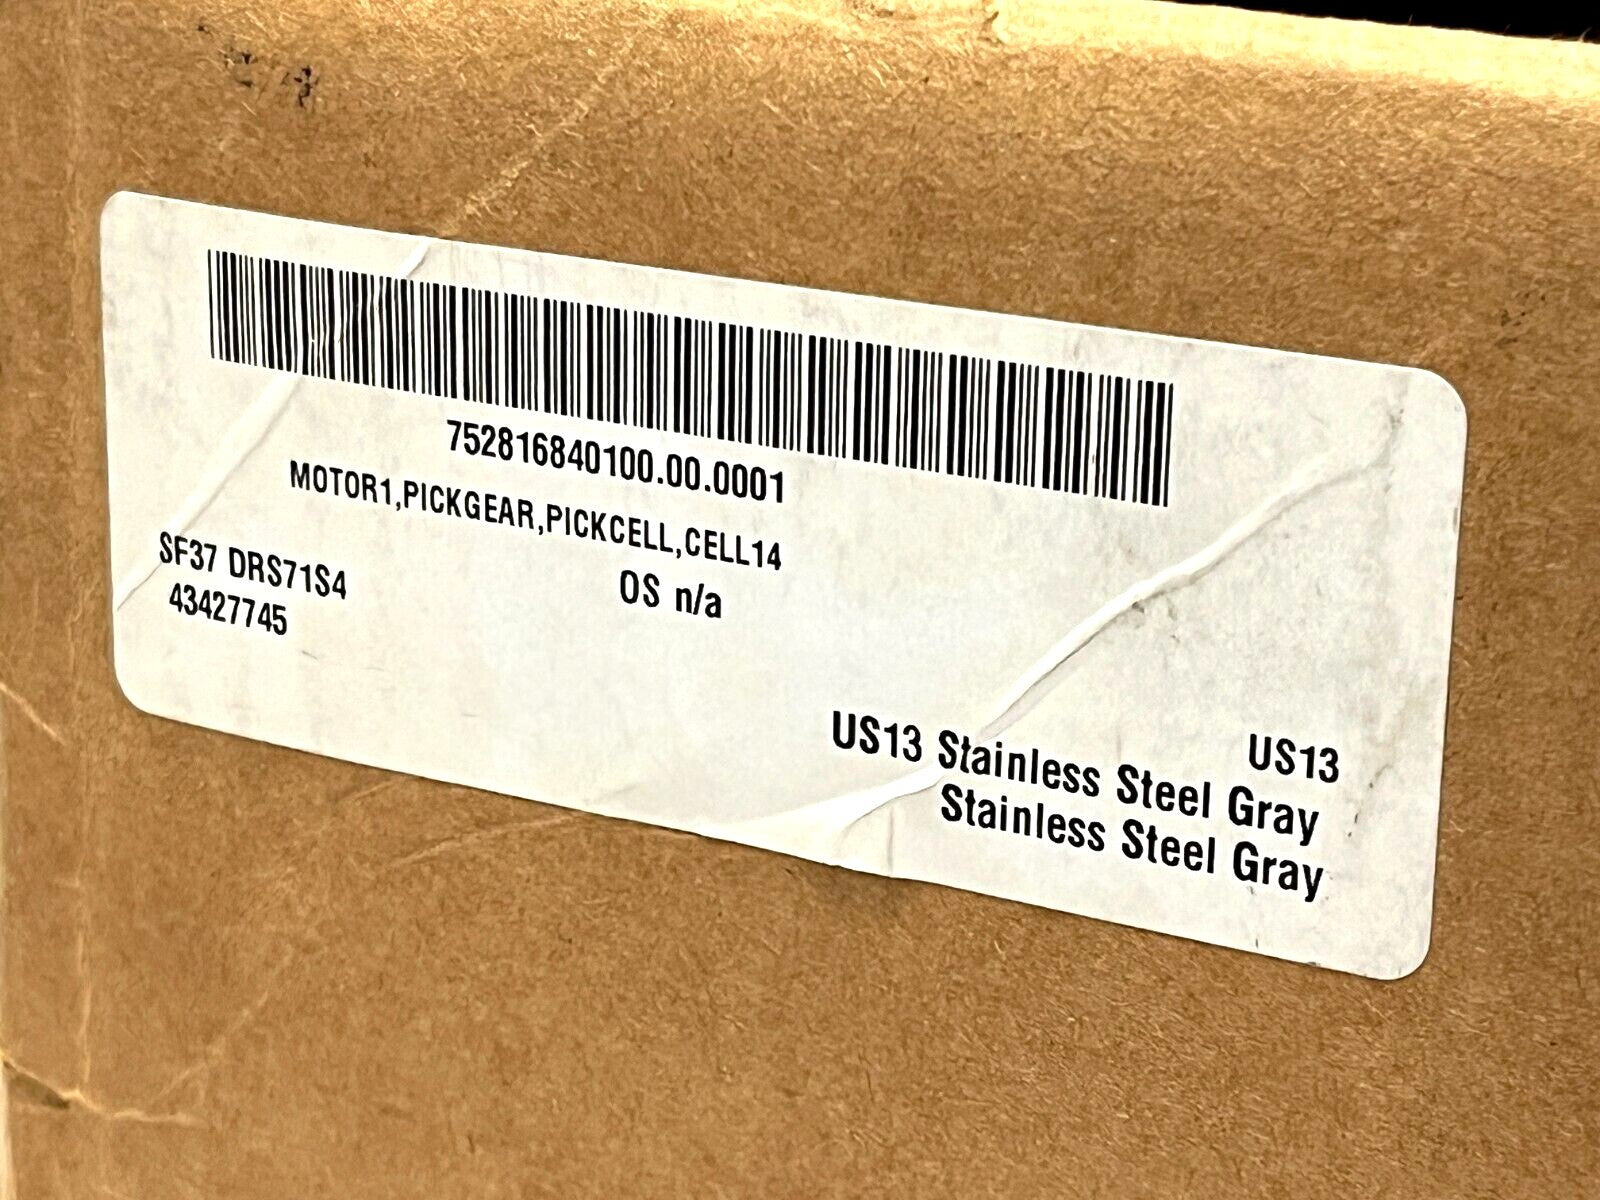 752816840100.00.0001
MOTOR1,PICKGEAR,PICKCELL,CELL14
SF37 DRS71S4
OS n/a
43427745
US13
US13 Stainless Steel Gray
Stainless Steel Gray